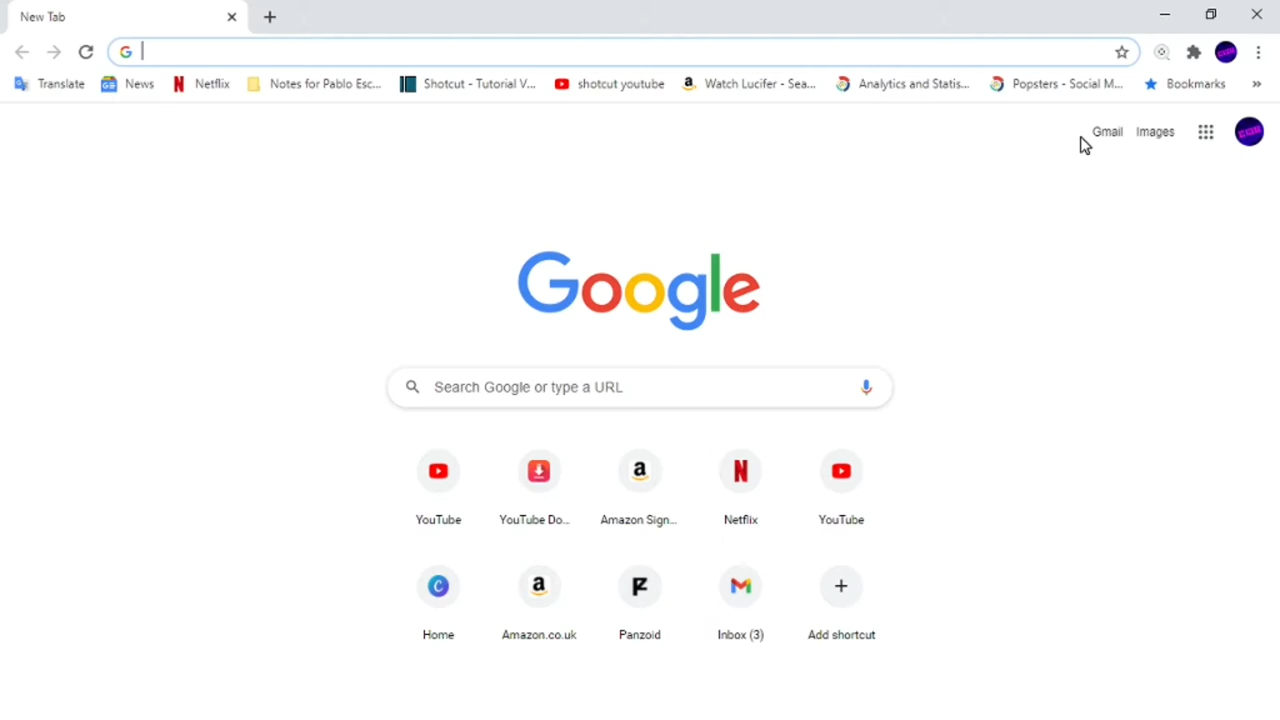 New Tab
Translate News Netflix Notes for Pablo Esc... Shotcut - Tutorial V... shotcut youtube Watch Lucifer - Sea... Analytics and Statis... Popsters - Social M... Bookmarks »
Gmail Images
Google
Search Google or type a URL
YouTube YouTube Do... Amazon Sign... Netflix YouTube
Home Amazon.co.uk Panzoid Inbox (3) Add shortcut